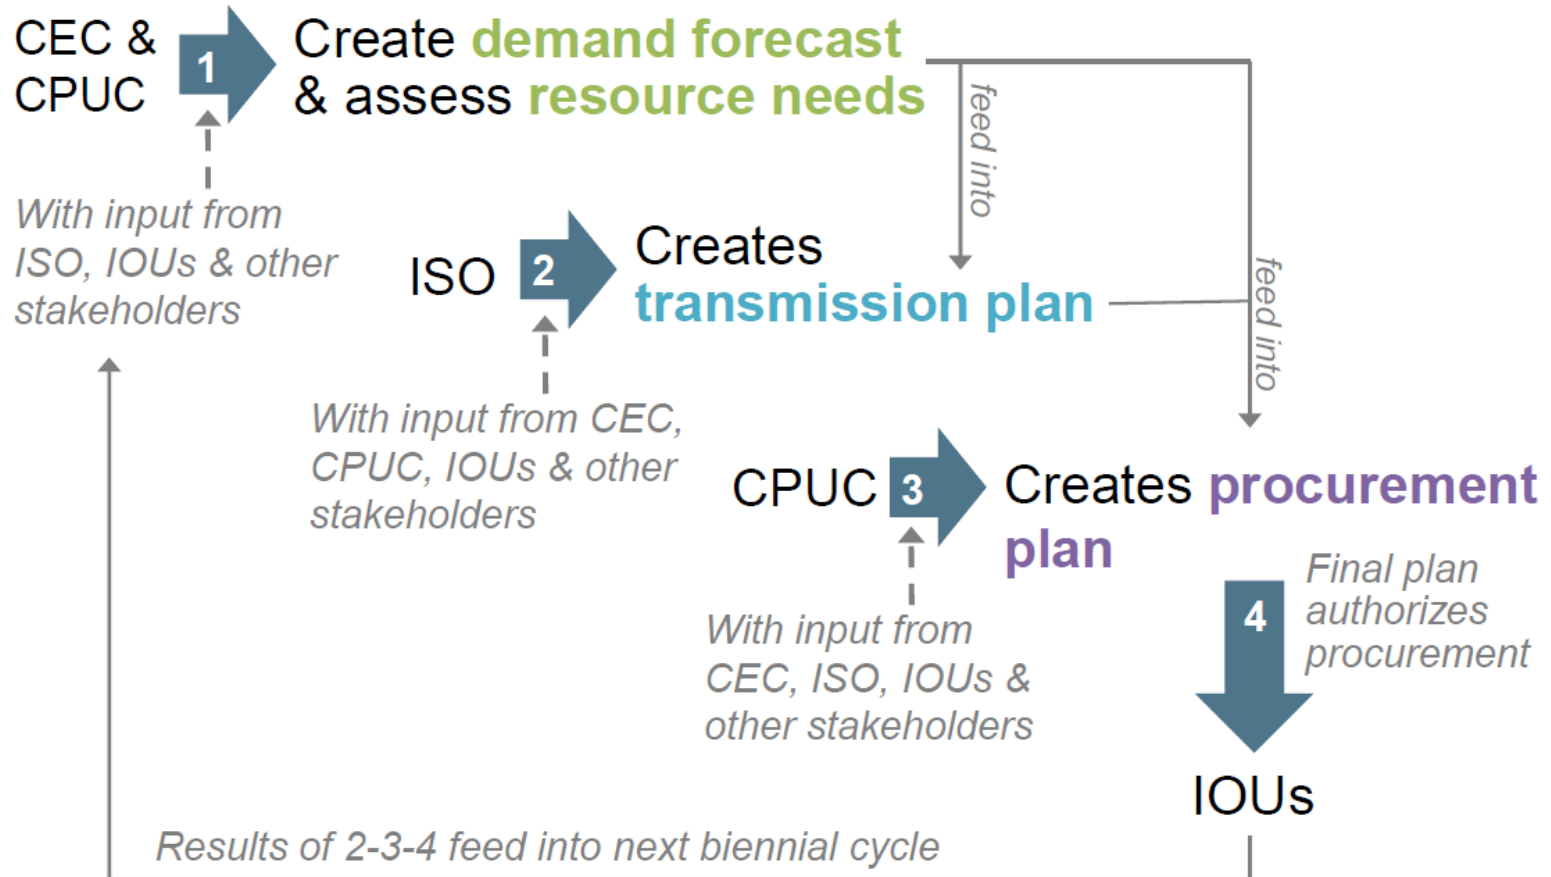 CEC &
CPUC
1
Create demand forecast
& assess resource needs
feed into
With input from
ISO, IOUs & other
stakeholders
ISO
2
Creates
transmission plan
feed into
With input from CEC,
CPUC, IOUs & other
stakeholders
CPUC
3
Creates procurement
plan
With input from
CEC, ISO, IOUs &
other stakeholders
4
Final plan
authorizes
procurement
IOUs
Results of 2-3-4 feed into next biennial cycle